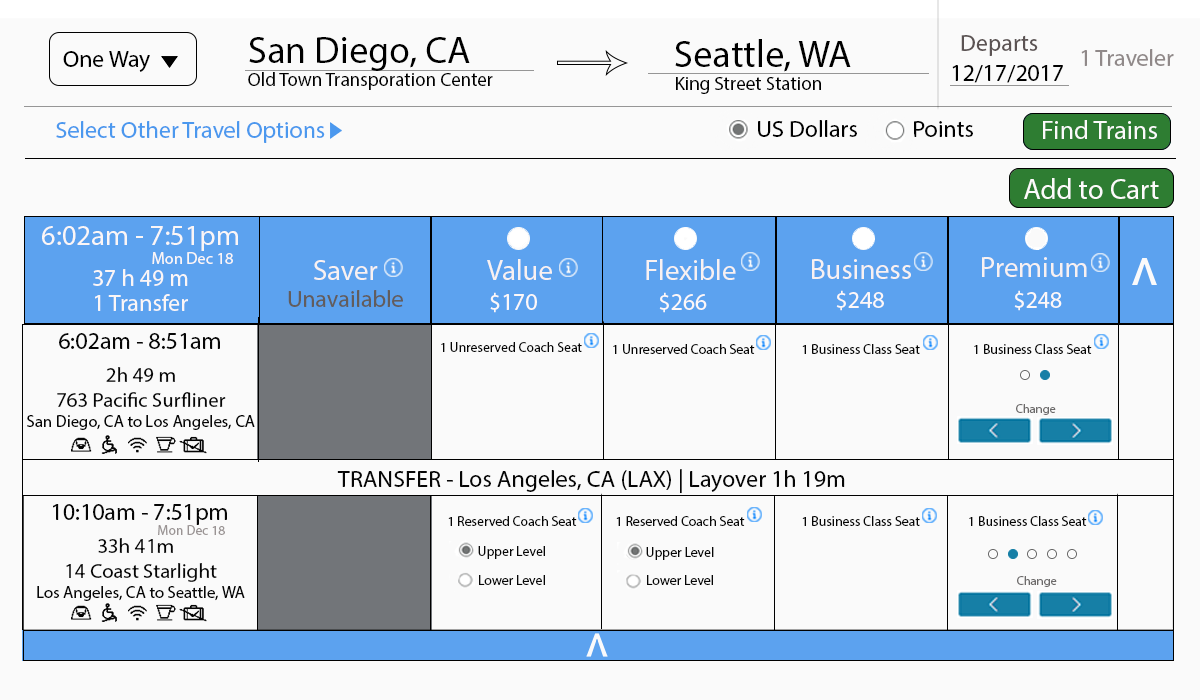 One Way ▼
San Diego, CA
Old Town Transporation Center
Seattle, WA
King Street Station
Departs
12/17/2017
1 Traveler
Select Other Travel Options
US Dollars
Points
Find Trains
Add to Cart
6:02am - 7:51pm
Mon Dec 18
37 h 49 m
1 Transfer
Saver
Unavailable
Value
$170
Flexible
$266
Business
$248
Premium
$248
6:02am - 8:51am
2h 49 m
763 Pacific Surfliner
San Diego, CA to Los Angeles, CA
1 Unreserved Coach Seat
1 Unreserved Coach Seat
1 Business Class Seat
1 Business Class Seat
Change
TRANSFER - Los Angeles, CA (LAX) | Layover 1h 19m
10:10am - 7:51pm
Mon Dec 18
33h 41m
14 Coast Starlight
Los Angeles, CA to Seattle, WA
1 Reserved Coach Seat
Upper Level
Lower Level
1 Reserved Coach Seat
Upper Level
Lower Level
1 Business Class Seat
1 Business Class Seat
Change